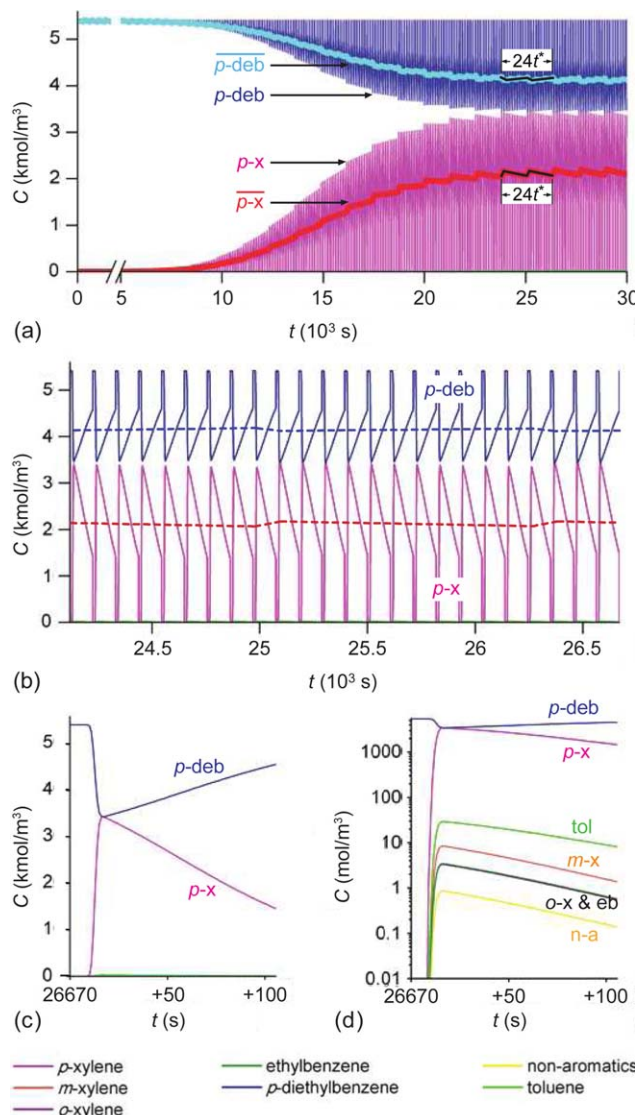 C (kmol/m³)
5
4
3
2
1
0
p-deb
p-deb
p-x
p-x
24t*
24t*
0
5
10
15
20
25
30
(a)
t (10³ s)
C (kmol/m³)
5
4
3
2
1
0
p-deb
p-x
24.5
25
25.5
26
26.5
(b)
t (10³ s)
C (kmol/m³)
5
4
3
2
1
0
p-deb
p-x
26670
+50
+100
(c)
t (s)
C (mol/m³)
1000
100
10
1
0.1
0.01
p-deb
p-x
tol
m-x
o-x & eb
n-a
26670
+50
+100
(d)
t (s)
p-xylene
ethylbenzene
non-aromatics
m-xylene
p-diethylbenzene
toluene
o-xylene